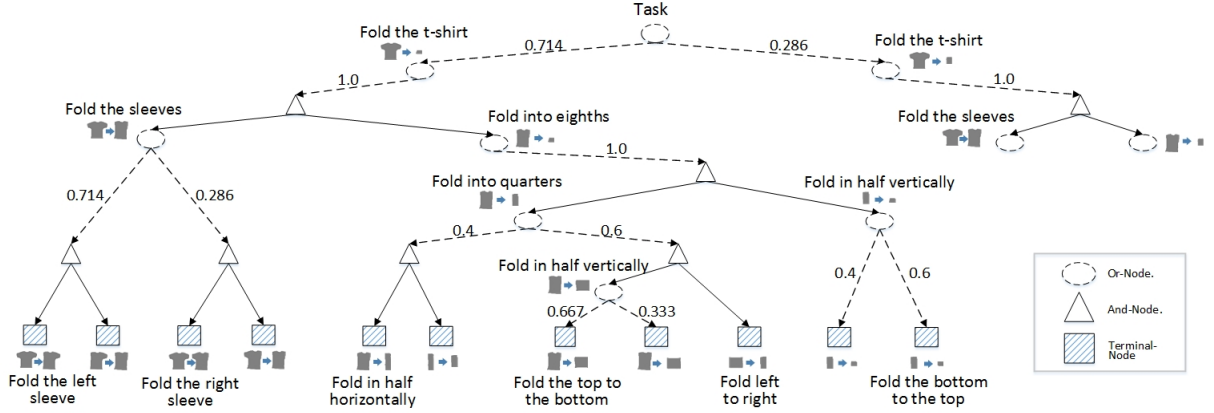 Task
Fold the t-shirt
0.714
0.286
Fold the t-shirt
1.0
1.0
Fold the sleeves
Fold into eighths
Fold the sleeves
1.0
0.714
0.286
Fold into quarters
Fold in half vertically
0.4
0.6
Fold in half vertically
0.4
0.6
0.667
0.333
Or-Node.
And-Node.
Terminal-
Node
Fold the left
sleeve
Fold the right
sleeve
Fold in half
horizontally
Fold the top to
the bottom
Fold left
to right
Fold the bottom
to the top